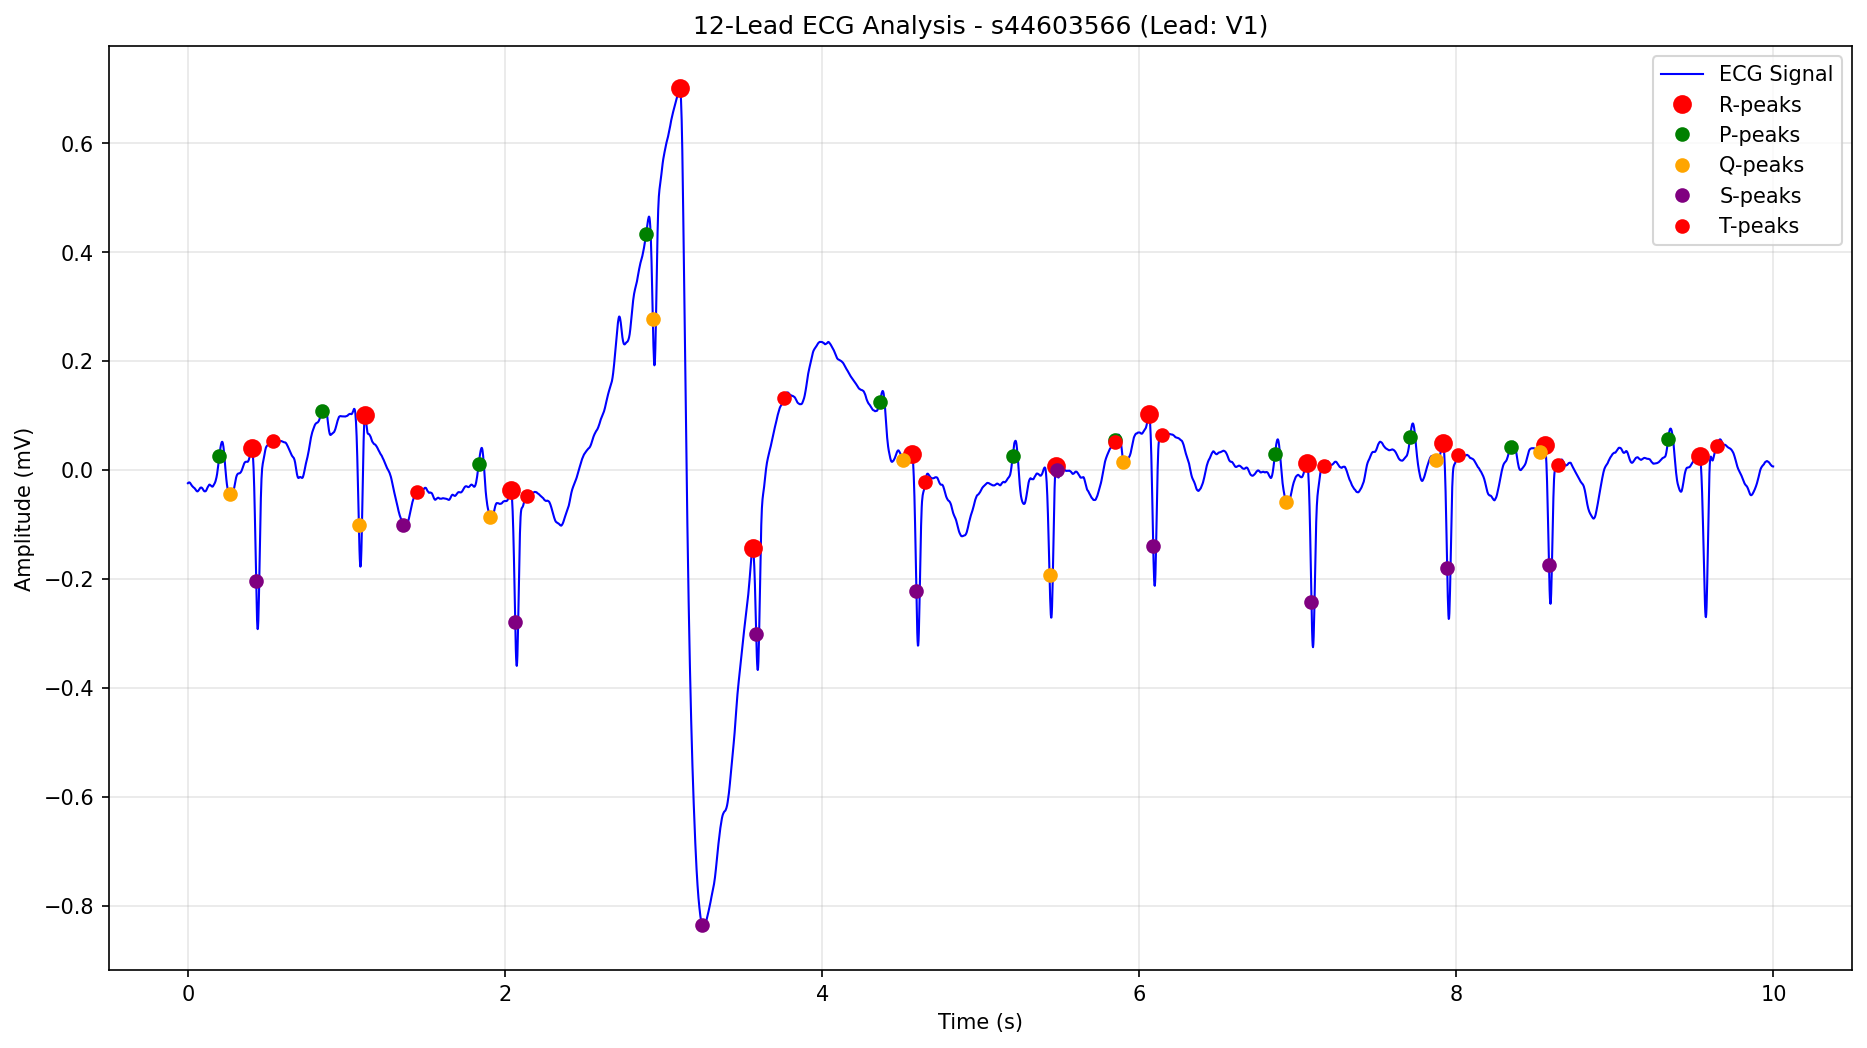 12-Lead ECG Analysis - s44603566 (Lead: V1)
ECG Signal
R-peaks
P-peaks
Q-peaks
S-peaks
T-peaks
Amplitude (mV)
0.6
0.4
0.2
0.0
−0.2
−0.4
−0.6
−0.8
0 2 4 6 8 10
Time (s)